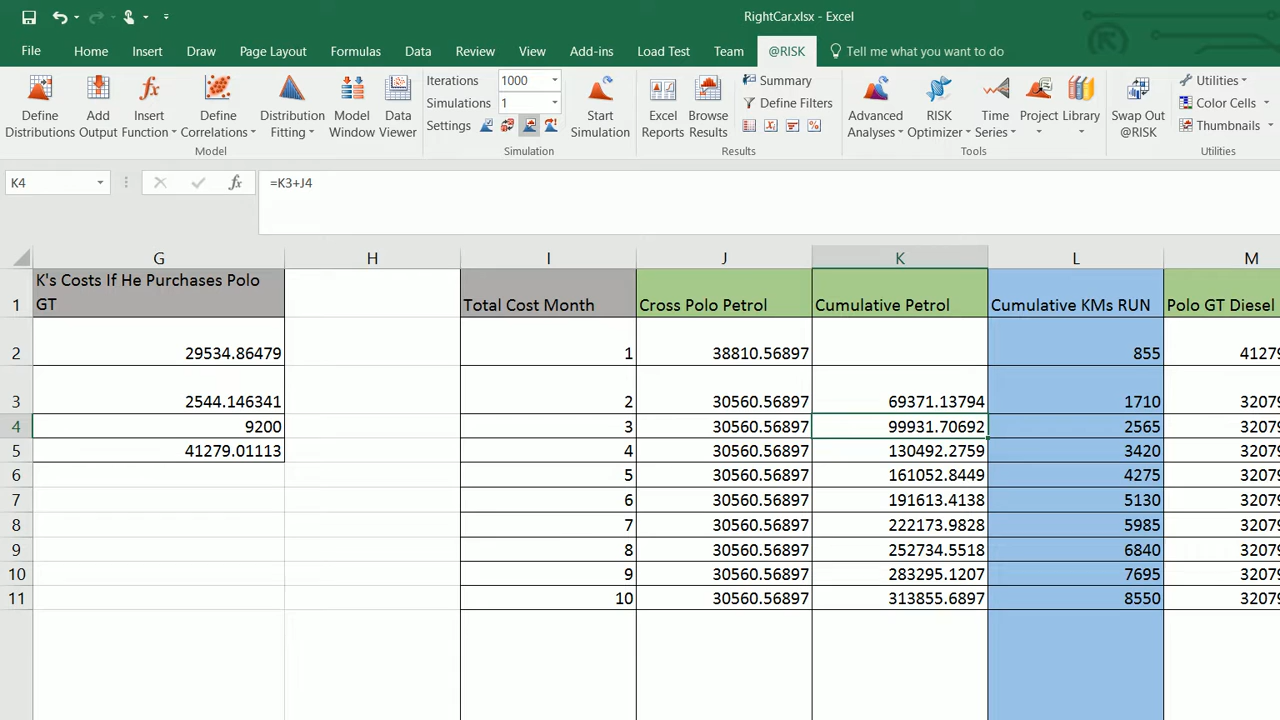 RightCar.xlsx - Excel
File Home Insert Draw Page Layout Formulas Data Review View Add-ins Load Test Team @RISK Tell me what you want to do
Define Distributions
Add Output
Insert Function
Define Correlations
Distribution Fitting
Model Window
Data Viewer
Model
Iterations 1000
Simulations 1
Settings
Start Simulation
Simulation
Excel Reports
Browse Results
Summary
Define Filters
Results
Advanced Analyses
RISK Optimizer
Time Series
Project
Library
Tools
Swap Out @RISK
Utilities
Color Cells
Thumbnails
Utilities
K4 fx =K3+J4
G H I J K L M
1 K's Costs If He Purchases Polo GT Total Cost Month Cross Polo Petrol Cumulative Petrol Cumulative KMs RUN Polo GT Diesel
2 29534.86479 1 38810.56897 855 41279
3 2544.146341 2 30560.56897 69371.13794 1710 32079
4 9200 3 30560.56897 99931.70692 2565 32079
5 41279.01113 4 30560.56897 130492.2759 3420 32079
6 5 30560.56897 161052.8449 4275 32079
7 6 30560.56897 191613.4138 5130 32079
8 7 30560.56897 222173.9828 5985 32079
9 8 30560.56897 252734.5518 6840 32079
10 9 30560.56897 283295.1207 7695 32079
11 10 30560.56897 313855.6897 8550 32079